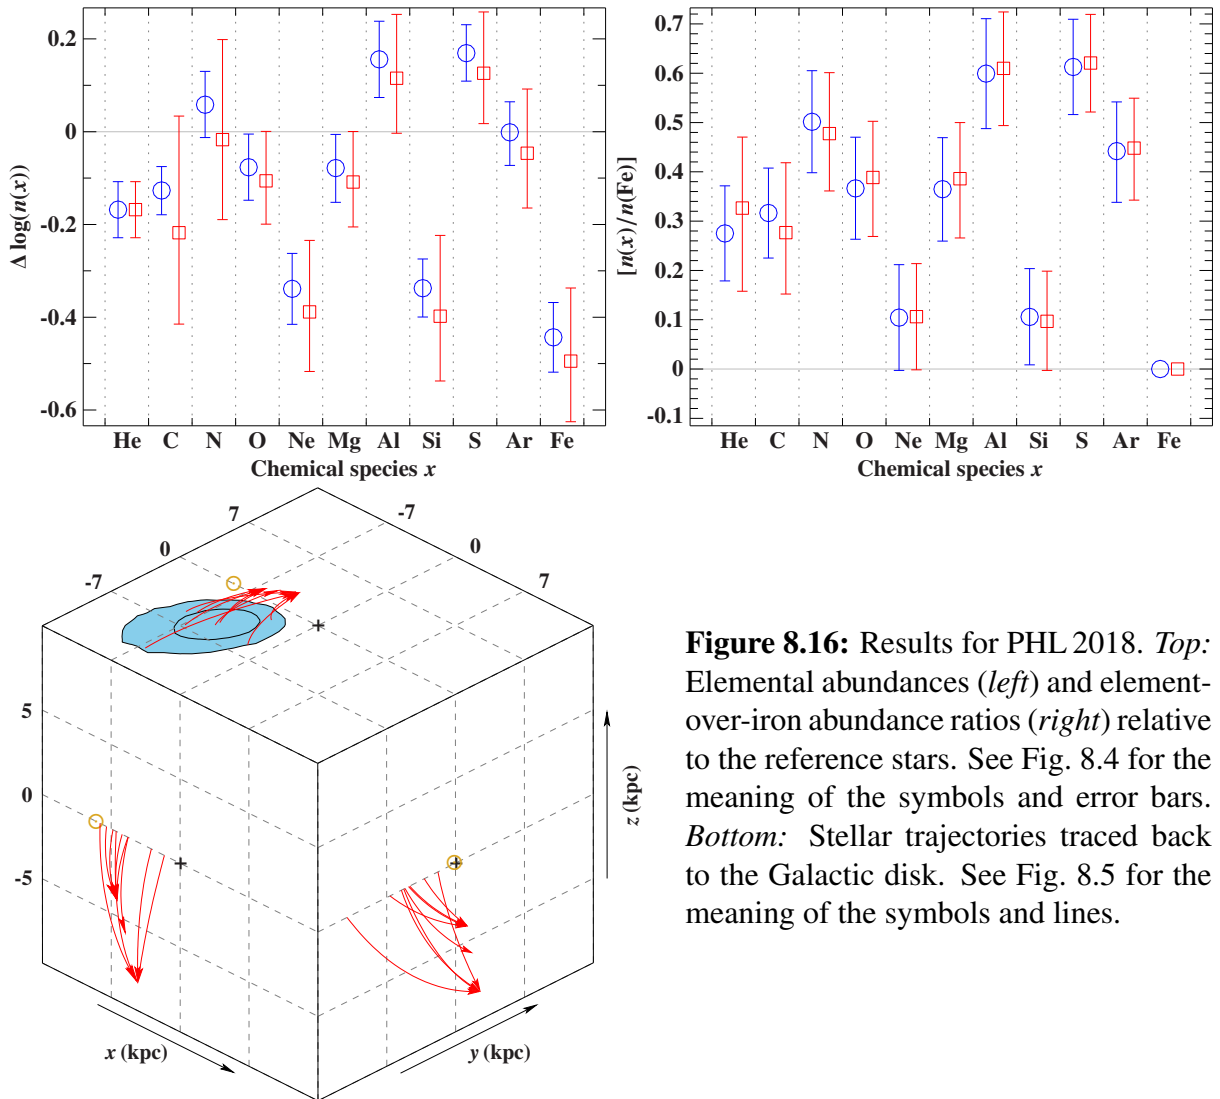 0.2
0
-0.2
-0.4
-0.6
Δ log(n(x))
He C N O Ne Mg Al Si S Ar Fe
Chemical species x
0.7
0.6
0.5
0.4
0.3
0.2
0.1
0
-0.1
[n(x)/n(Fe)]
He C N O Ne Mg Al Si S Ar Fe
Chemical species x
7
0
-7
-7
0
7
5
0
-5
x (kpc)
y (kpc)
z (kpc)
Figure 8.16: Results for PHL 2018. Top:
Elemental abundances (left) and element-
over-iron abundance ratios (right) relative
to the reference stars. See Fig. 8.4 for the
meaning of the symbols and error bars.
Bottom: Stellar trajectories traced back
to the Galactic disk. See Fig. 8.5 for the
meaning of the symbols and lines.